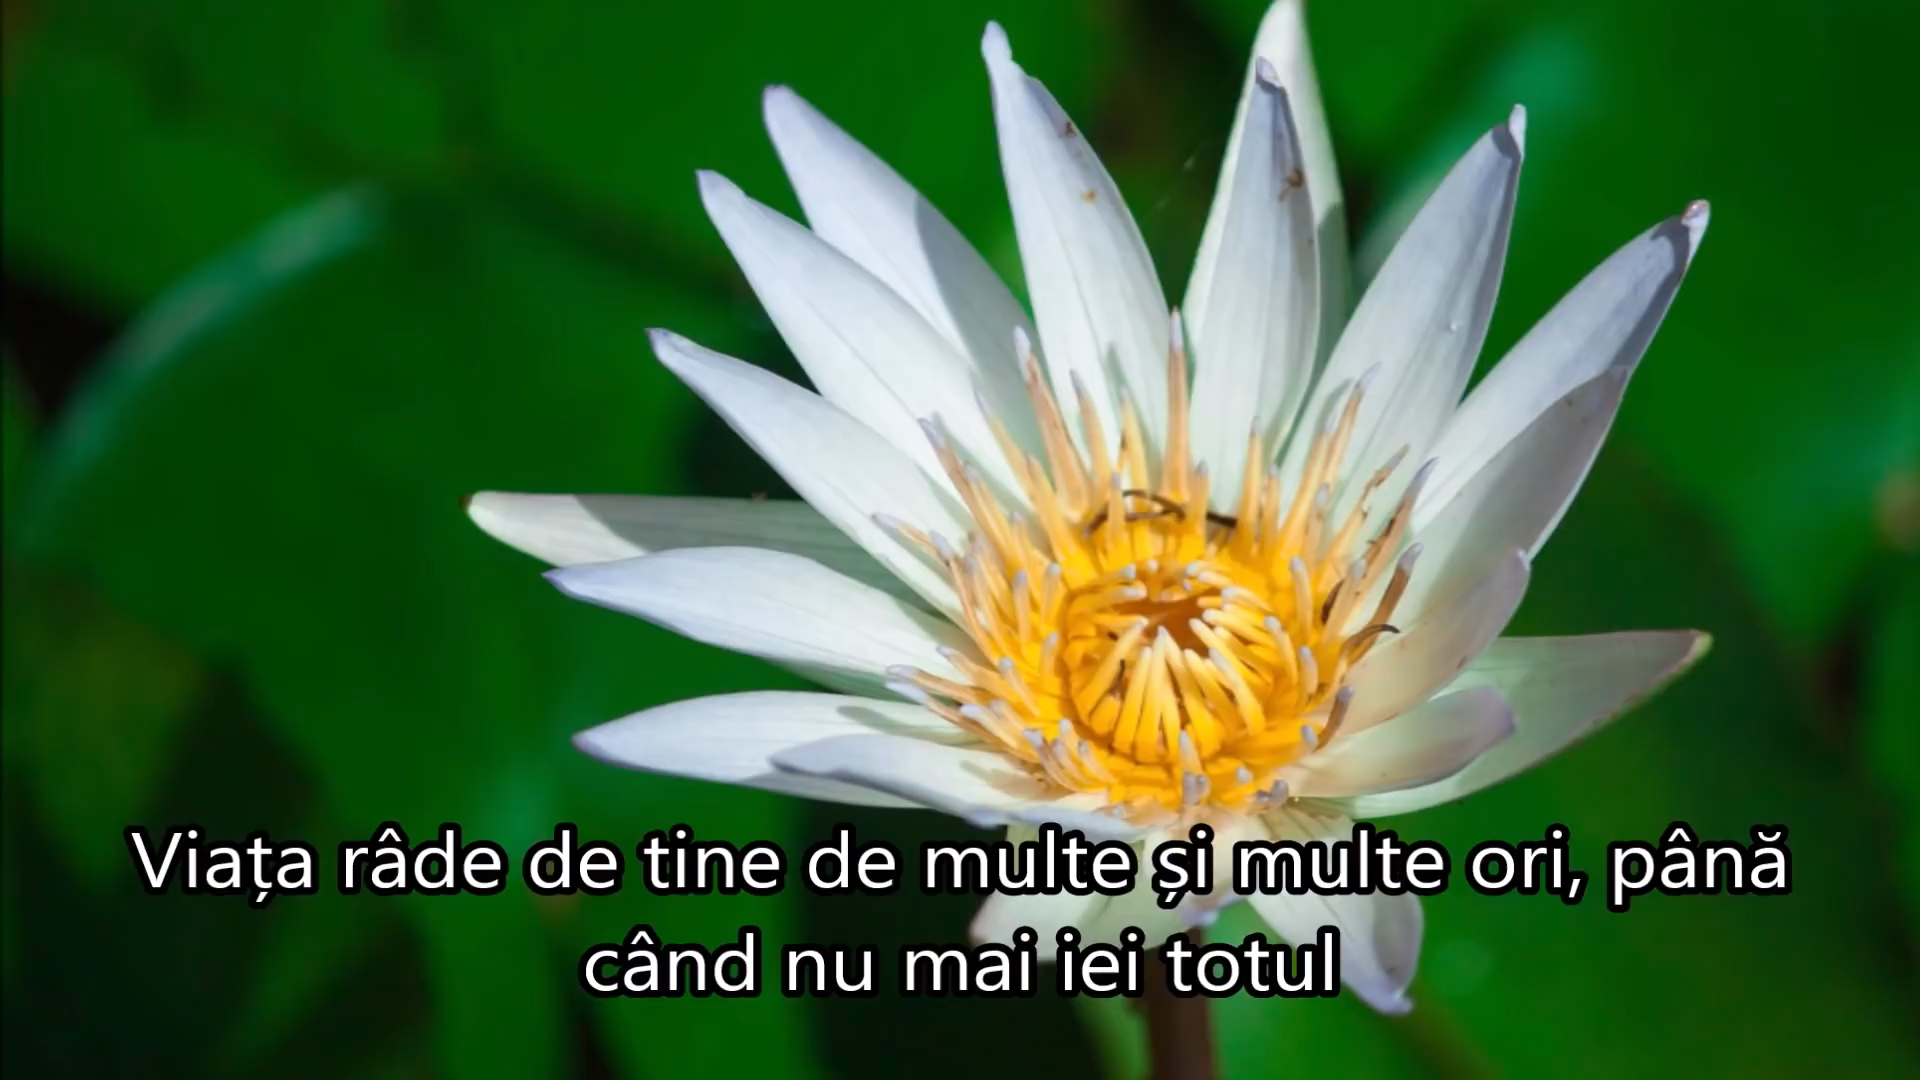 Viața râde de tine de multe și multe ori, până
când nu mai iei totul